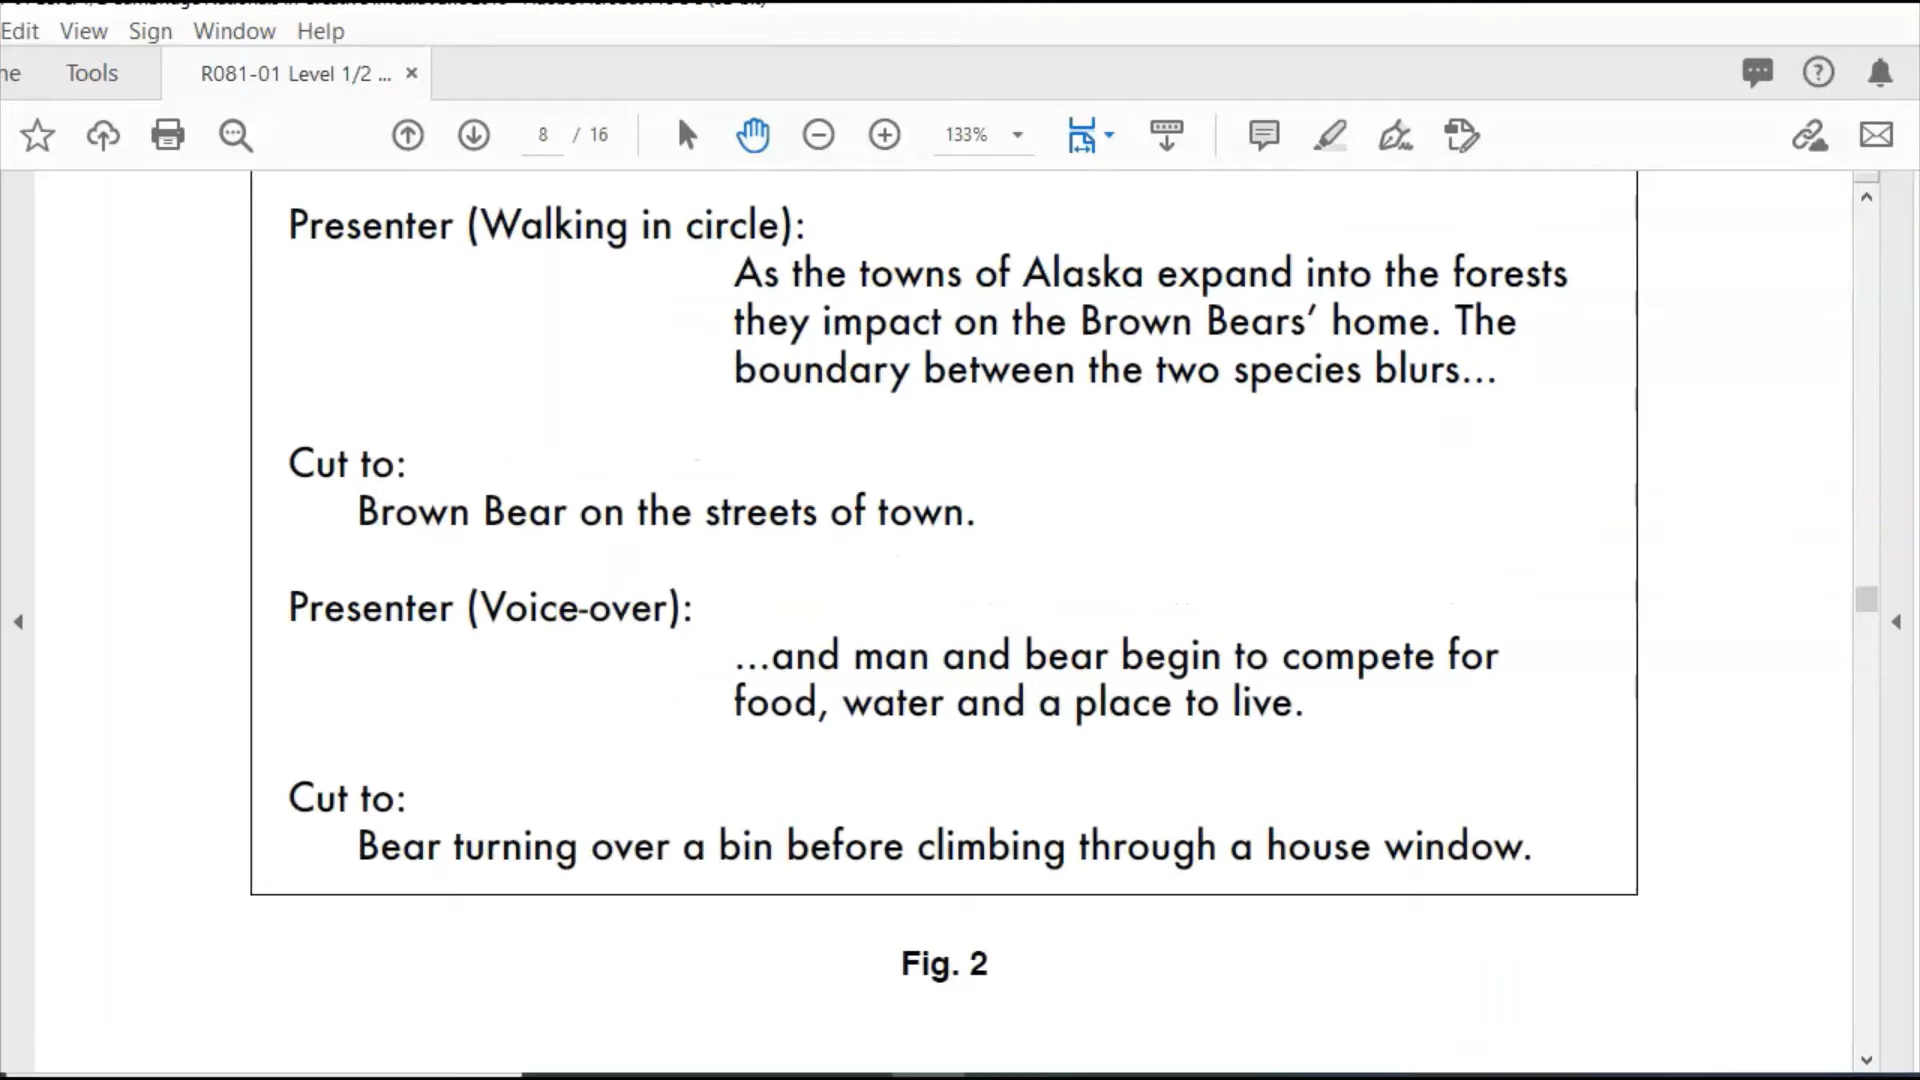 Edit View Sign Window Help
Tools R081-01 Level 1/2 ... ×
8 / 16 133%
Presenter (Walking in circle):
As the towns of Alaska expand into the forests
they impact on the Brown Bears’ home. The
boundary between the two species blurs...
Cut to:
Brown Bear on the streets of town.
Presenter (Voice-over):
...and man and bear begin to compete for
food, water and a place to live.
Cut to:
Bear turning over a bin before climbing through a house window.
Fig. 2